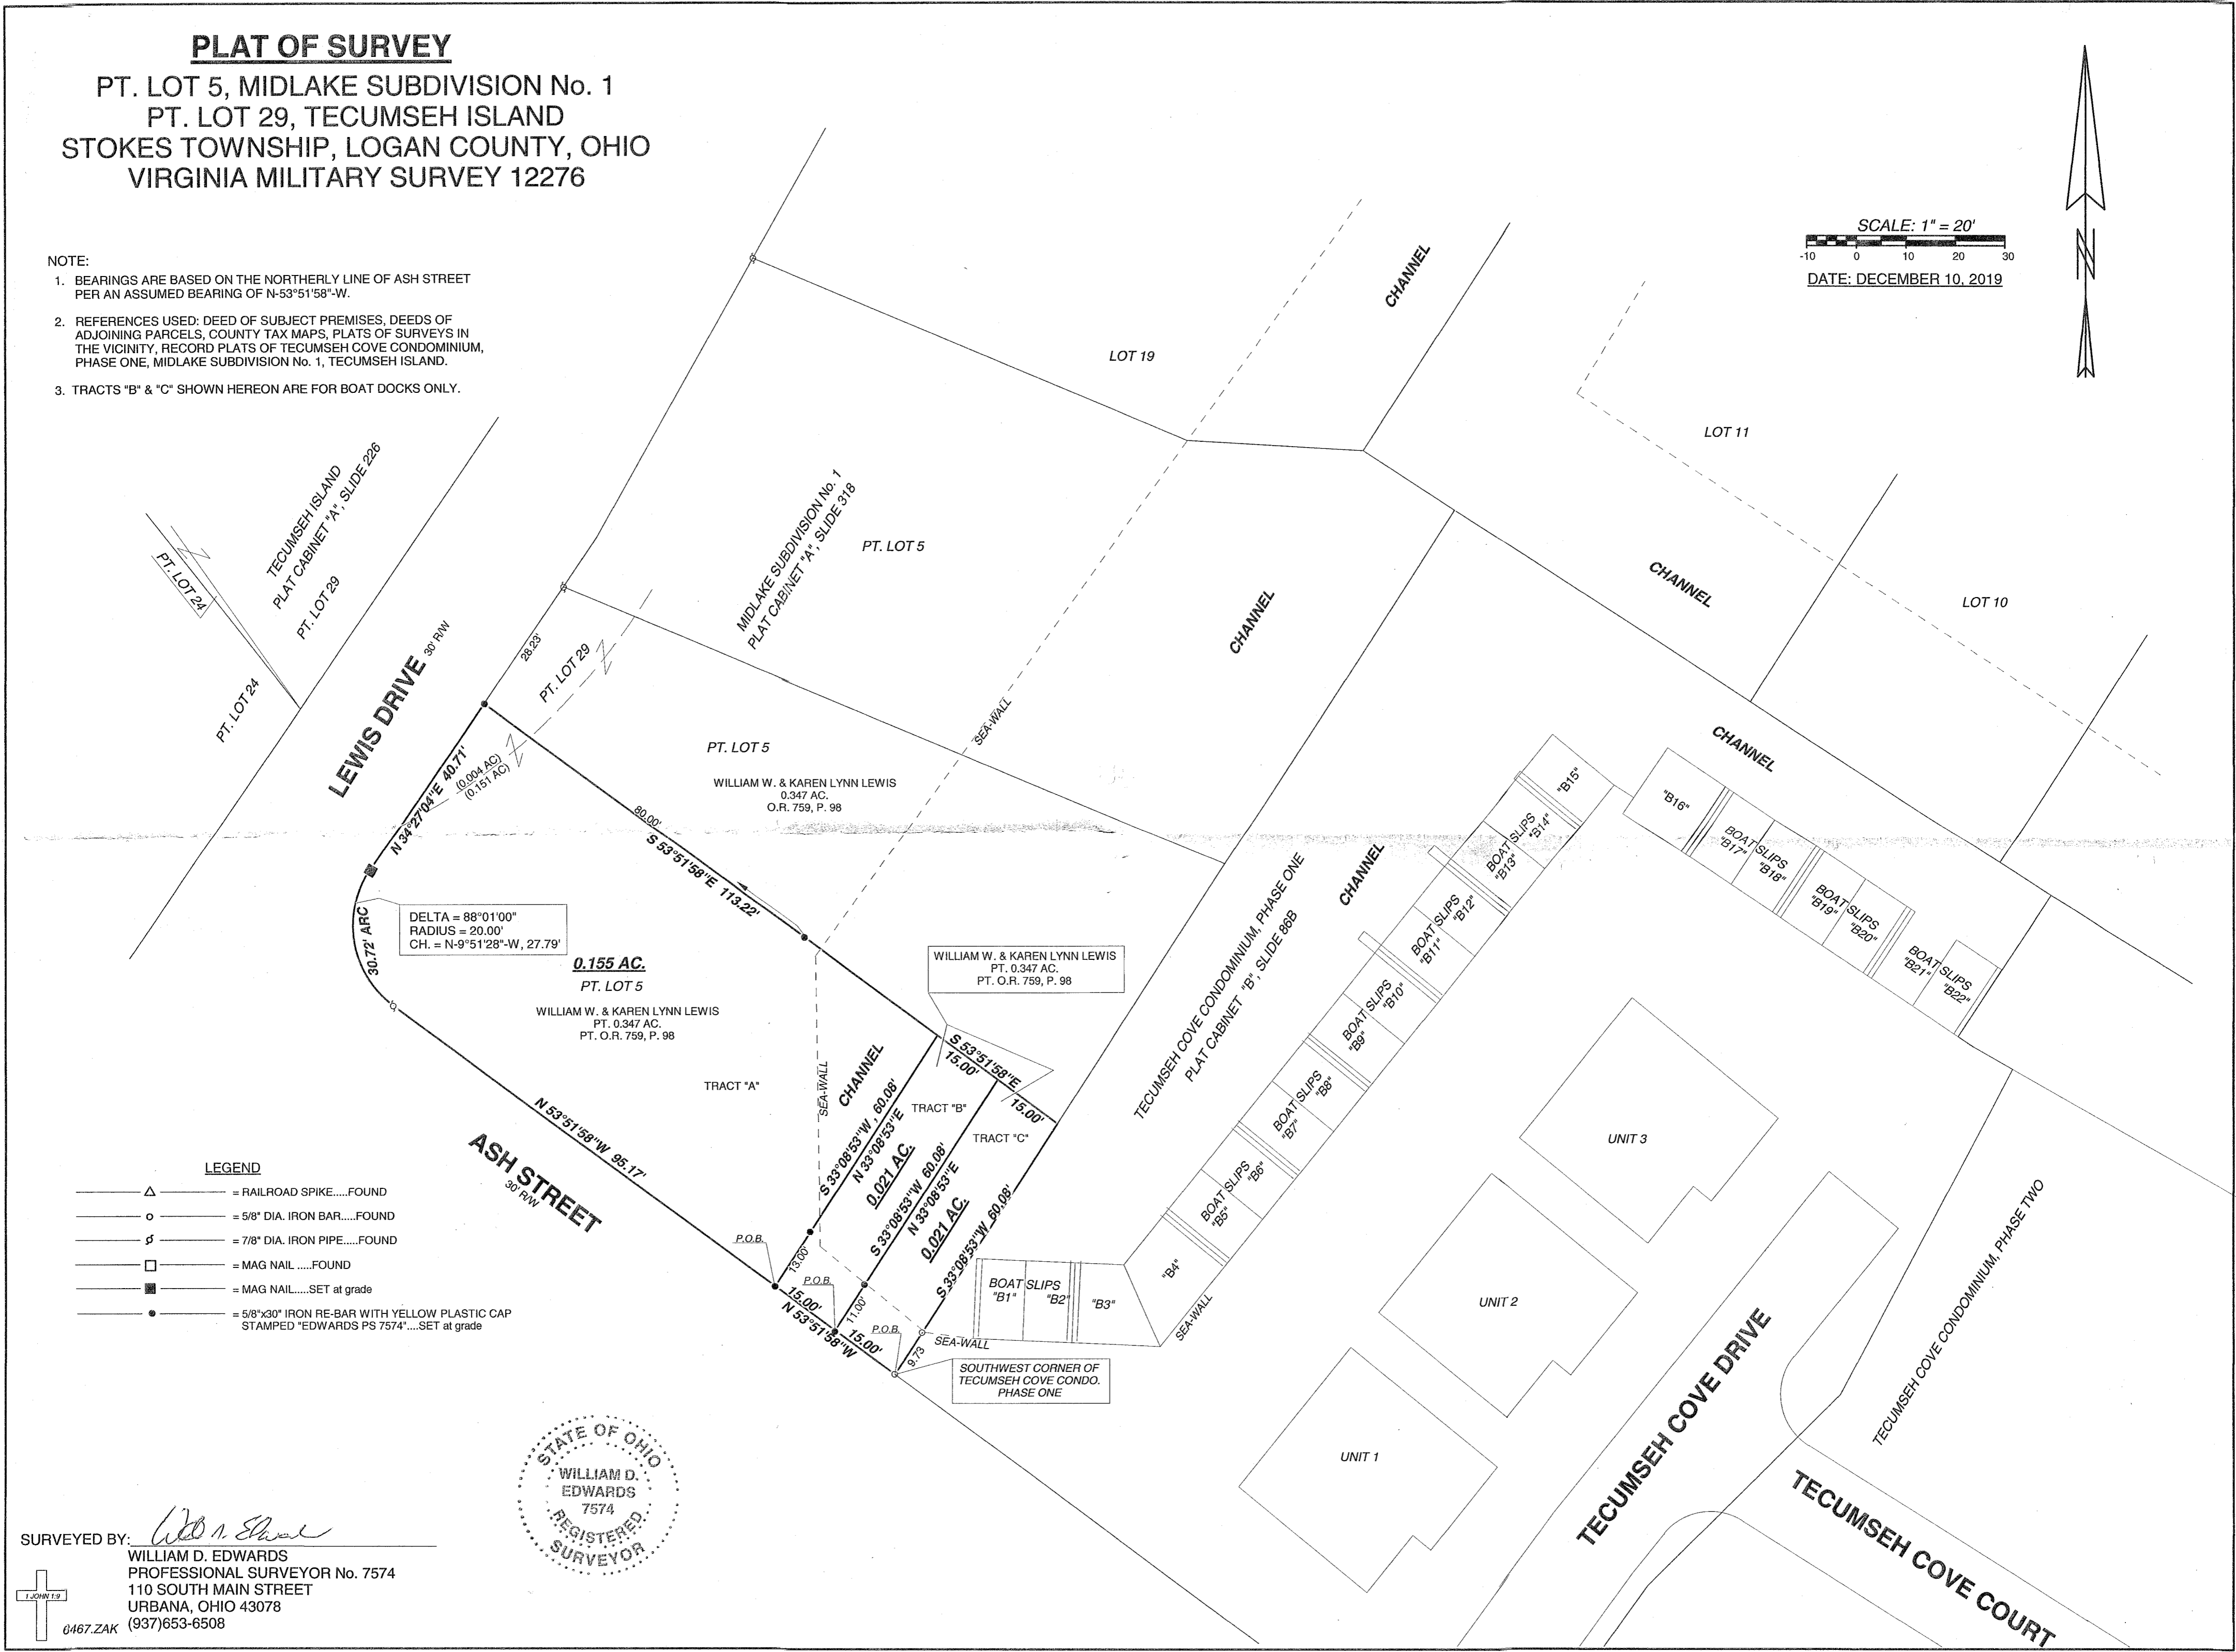 PLAT OF SURVEY
PT. LOT 5, MIDLAKE SUBDIVISION No. 1
PT. LOT 29, TECUMSEH ISLAND
STOKES TOWNSHIP, LOGAN COUNTY, OHIO
VIRGINIA MILITARY SURVEY 12276
NOTE:
1. BEARINGS ARE BASED ON THE NORTHERLY LINE OF ASH STREET
PER AN ASSUMED BEARING OF N-53°51'58"-W.
2. REFERENCES USED: DEED OF SUBJECT PREMISES, DEEDS OF
ADJOINING PARCELS, COUNTY TAX MAPS, PLATS OF SURVEYS IN
THE VICINITY, RECORD PLATS OF TECUMSEH COVE CONDOMINIUM,
PHASE ONE, MIDLAKE SUBDIVISION No. 1, TECUMSEH ISLAND.
3. TRACTS "B" & "C" SHOWN HEREON ARE FOR BOAT DOCKS ONLY.
SCALE: 1" = 20'
-10 0 10 20 30
DATE: DECEMBER 10, 2019
N
CHANNEL
LOT 19
LOT 11
LOT 10
CHANNEL
CHANNEL
CHANNEL
CHANNEL
TECUMSEH ISLAND
PLAT CABINET "A", SLIDE 226
PT. LOT 29
PT. LOT 24
PT. LOT 24
LEWIS DRIVE 30' R/W
MIDLAKE SUBDIVISION No. 1
PLAT CABINET "A", SLIDE 318
PT. LOT 5
28.23'
PT. LOT 29
SEA-WALL
PT. LOT 5
WILLIAM W. & KAREN LYNN LEWIS
0.347 AC.
O.R. 759, P. 98
N 34°27'04"E 40.71'
(0.004 AC)
(0.151 AC)
80.00'
S 53°51'58"E 113.22'
30.72' ARC
DELTA = 88°01'00"
RADIUS = 20.00'
CH. = N-9°51'28"-W, 27.79'
0.155 AC.
PT. LOT 5
WILLIAM W. & KAREN LYNN LEWIS
PT. 0.347 AC.
PT. O.R. 759, P. 98
WILLIAM W. & KAREN LYNN LEWIS
PT. 0.347 AC.
PT. O.R. 759, P. 98
TRACT "A"
SEA-WALL
CHANNEL
S 53°51'58"E
15.00'
15.00'
TRACT "B"
TRACT "C"
S 33°08'53"W , 60.08'
N 33°08'53"E
0.021 AC.
S 33°08'53"W 60.08'
N 33°08'53"E
0.021 AC.
S 33°08'53"W 60.08'
N 53°51'58"W 95.17'
ASH STREET
30' R/W
P.O.B.
13.00'
P.O.B.
15.00'
11.00'
N 53°51'58"W
15.00'
P.O.B.
9.73
SEA-WALL
SOUTHWEST CORNER OF
TECUMSEH COVE CONDO.
PHASE ONE
TECUMSEH COVE CONDOMINIUM, PHASE ONE
PLAT CABINET "B", SLIDE 86B
BOAT SLIPS
"B1" "B2"
"B3"
"B4"
SEA-WALL
BOAT SLIPS
"B5" "B6"
BOAT SLIPS
"B7" "B8"
BOAT SLIPS
"B9" "B10"
BOAT SLIPS
"B11" "B12"
BOAT SLIPS
"B13" "B14"
"B15"
"B16"
BOAT SLIPS
"B17" "B18"
BOAT SLIPS
"B19" "B20"
BOAT SLIPS
"B21" "B22"
UNIT 3
UNIT 2
UNIT 1
TECUMSEH COVE DRIVE
TECUMSEH COVE CONDOMINIUM, PHASE TWO
TECUMSEH COVE COURT
LEGEND
= RAILROAD SPIKE.....FOUND
= 5/8" DIA. IRON BAR.....FOUND
= 7/8" DIA. IRON PIPE.....FOUND
= MAG NAIL .....FOUND
= MAG NAIL.....SET at grade
= 5/8"x30" IRON RE-BAR WITH YELLOW PLASTIC CAP
STAMPED "EDWARDS PS 7574"....SET at grade
STATE OF OHIO
WILLIAM D.
EDWARDS
7574
REGISTERED
SURVEYOR
SURVEYED BY:
WILLIAM D. EDWARDS
PROFESSIONAL SURVEYOR No. 7574
110 SOUTH MAIN STREET
URBANA, OHIO 43078
(937)653-6508
1 JOHN 1:9
6467.ZAK